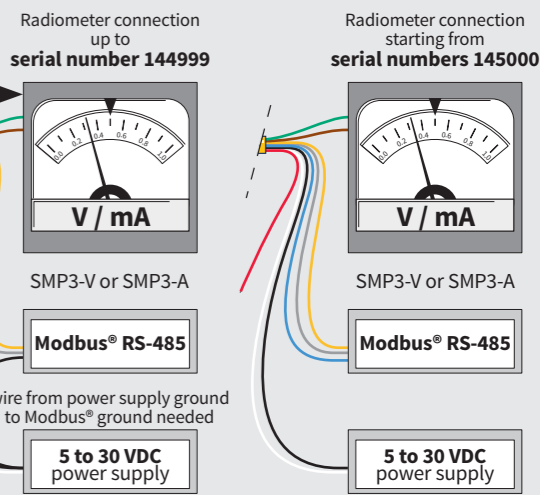 Radiometer connection
up to
serial number 144999
0.0 0.2 0.4 0.6 0.8 1.0
V / mA
SMP3-V or SMP3-A
Modbus® RS-485
wire from power supply ground
to Modbus® ground needed
5 to 30 VDC
power supply
Radiometer connection
starting from
serial numbers 145000
0.0 0.2 0.4 0.6 0.8 1.0
V / mA
SMP3-V or SMP3-A
Modbus® RS-485
5 to 30 VDC
power supply